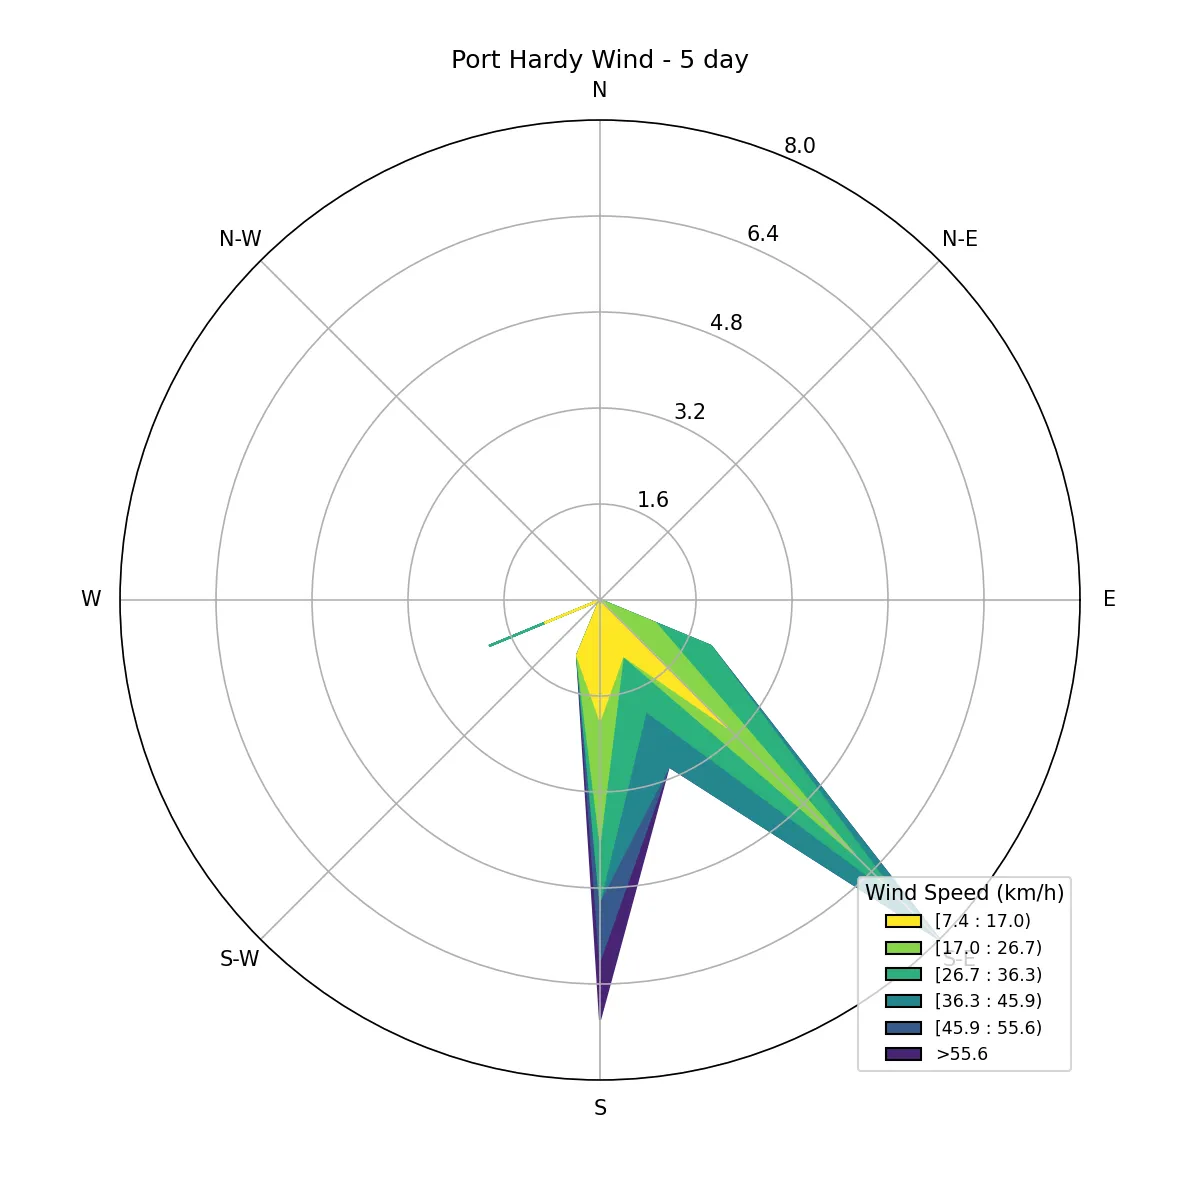 Port Hardy Wind - 5 day
N
8.0
N-W
6.4
N-E
4.8
3.2
1.6
W
E
Wind Speed (km/h)
[7.4 : 17.0)
[17.0 : 26.7)
S-W
S-E
[26.7 : 36.3)
[36.3 : 45.9)
[45.9 : 55.6)
>55.6
S